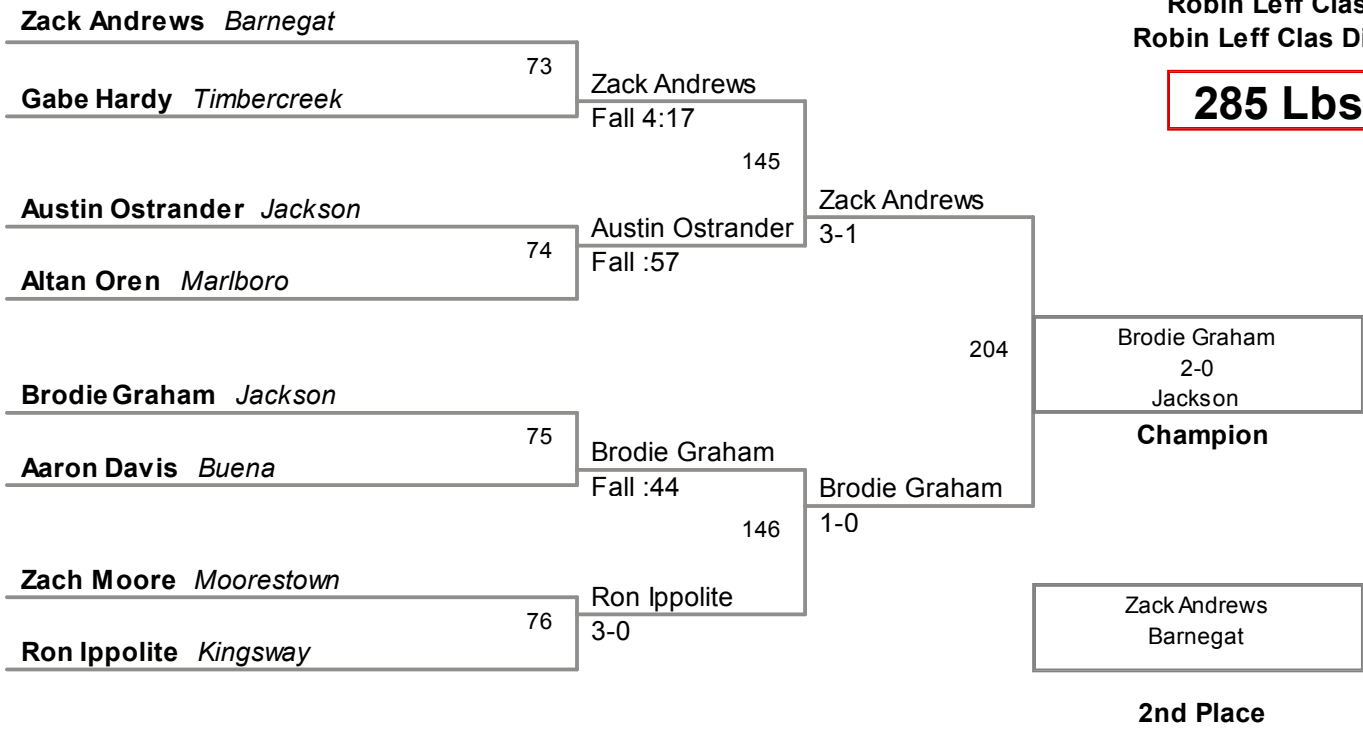 Robin Leff Clas
Robin Leff Clas Di
285 Lbs
Zack Andrews Barnegat
73
Gabe Hardy Timbercreek
Zack Andrews
Fall 4:17
145
Austin Ostrander Jackson
74
Altan Oren Marlboro
Austin Ostrander
Fall :57
Zack Andrews
3-1
204
Brodie Graham Jackson
75
Aaron Davis Buena
Brodie Graham
Fall :44
146
Zach Moore Moorestown
76
Ron Ippolite Kingsway
Ron Ippolite
3-0
Brodie Graham
1-0
Brodie Graham
2-0
Jackson
Champion
Zack Andrews
Barnegat
2nd Place